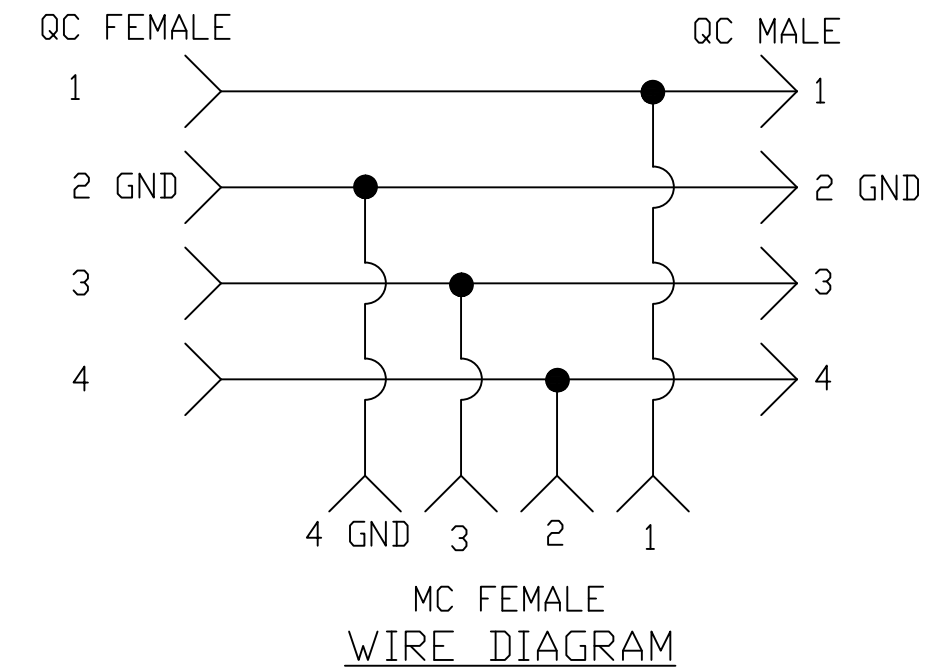 QC FEMALE QC MALE
1 1
2 GND 2 GND
3 3
4 4
4 GND 3 2 1
MC FEMALE
WIRE DIAGRAM